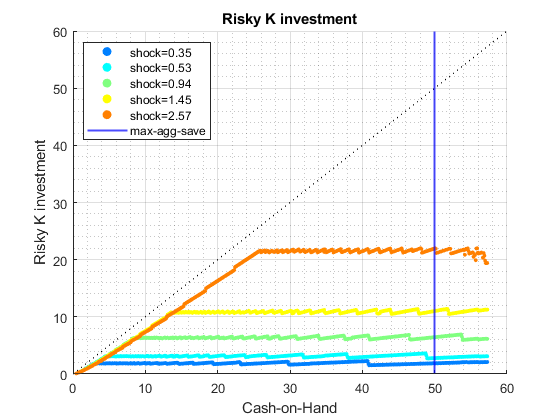 Risky K investment
60
50
40
30
20
10
0
Risky K investment
shock=0.35
shock=0.53
shock=0.94
shock=1.45
shock=2.57
max-agg-save
0
10
20
30
40
50
60
Cash-on-Hand